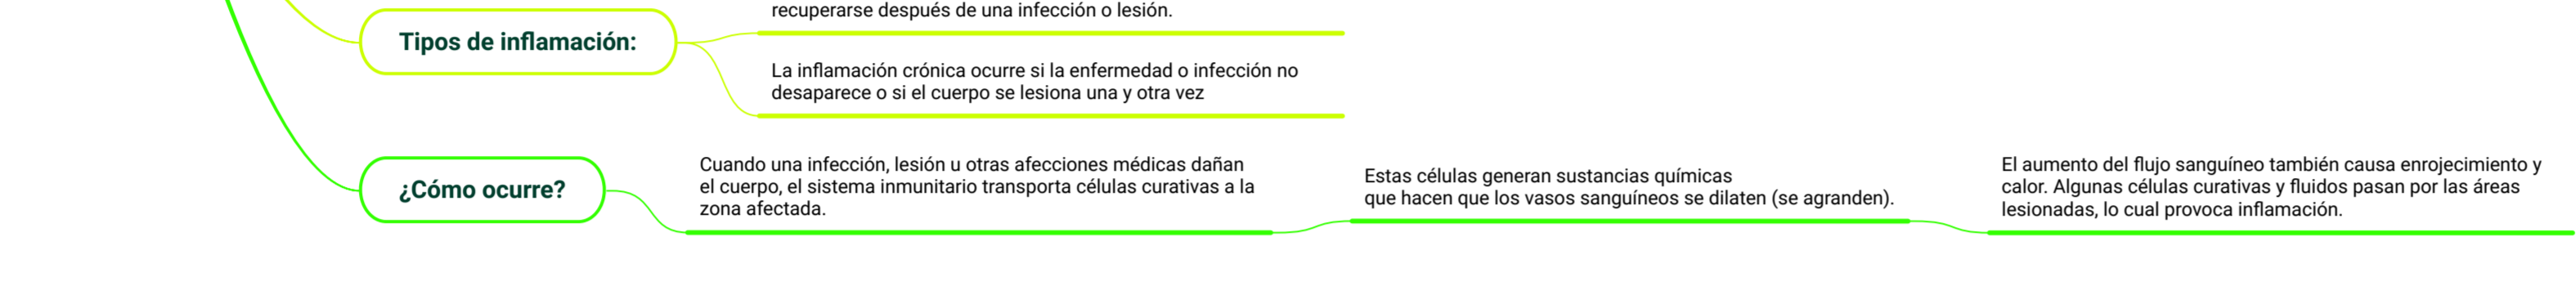 recuperarse después de una infección o lesión.
Tipos de inflamación:
La inflamación crónica ocurre si la enfermedad o infección no
desaparece o si el cuerpo se lesiona una y otra vez
¿Cómo ocurre?
Cuando una infección, lesión u otras afecciones médicas dañan
el cuerpo, el sistema inmunitario transporta células curativas a la
zona afectada.
Estas células generan sustancias químicas
que hacen que los vasos sanguíneos se dilaten (se agranden).
El aumento del flujo sanguíneo también causa enrojecimiento y
calor. Algunas células curativas y fluidos pasan por las áreas
lesionadas, lo cual provoca inflamación.